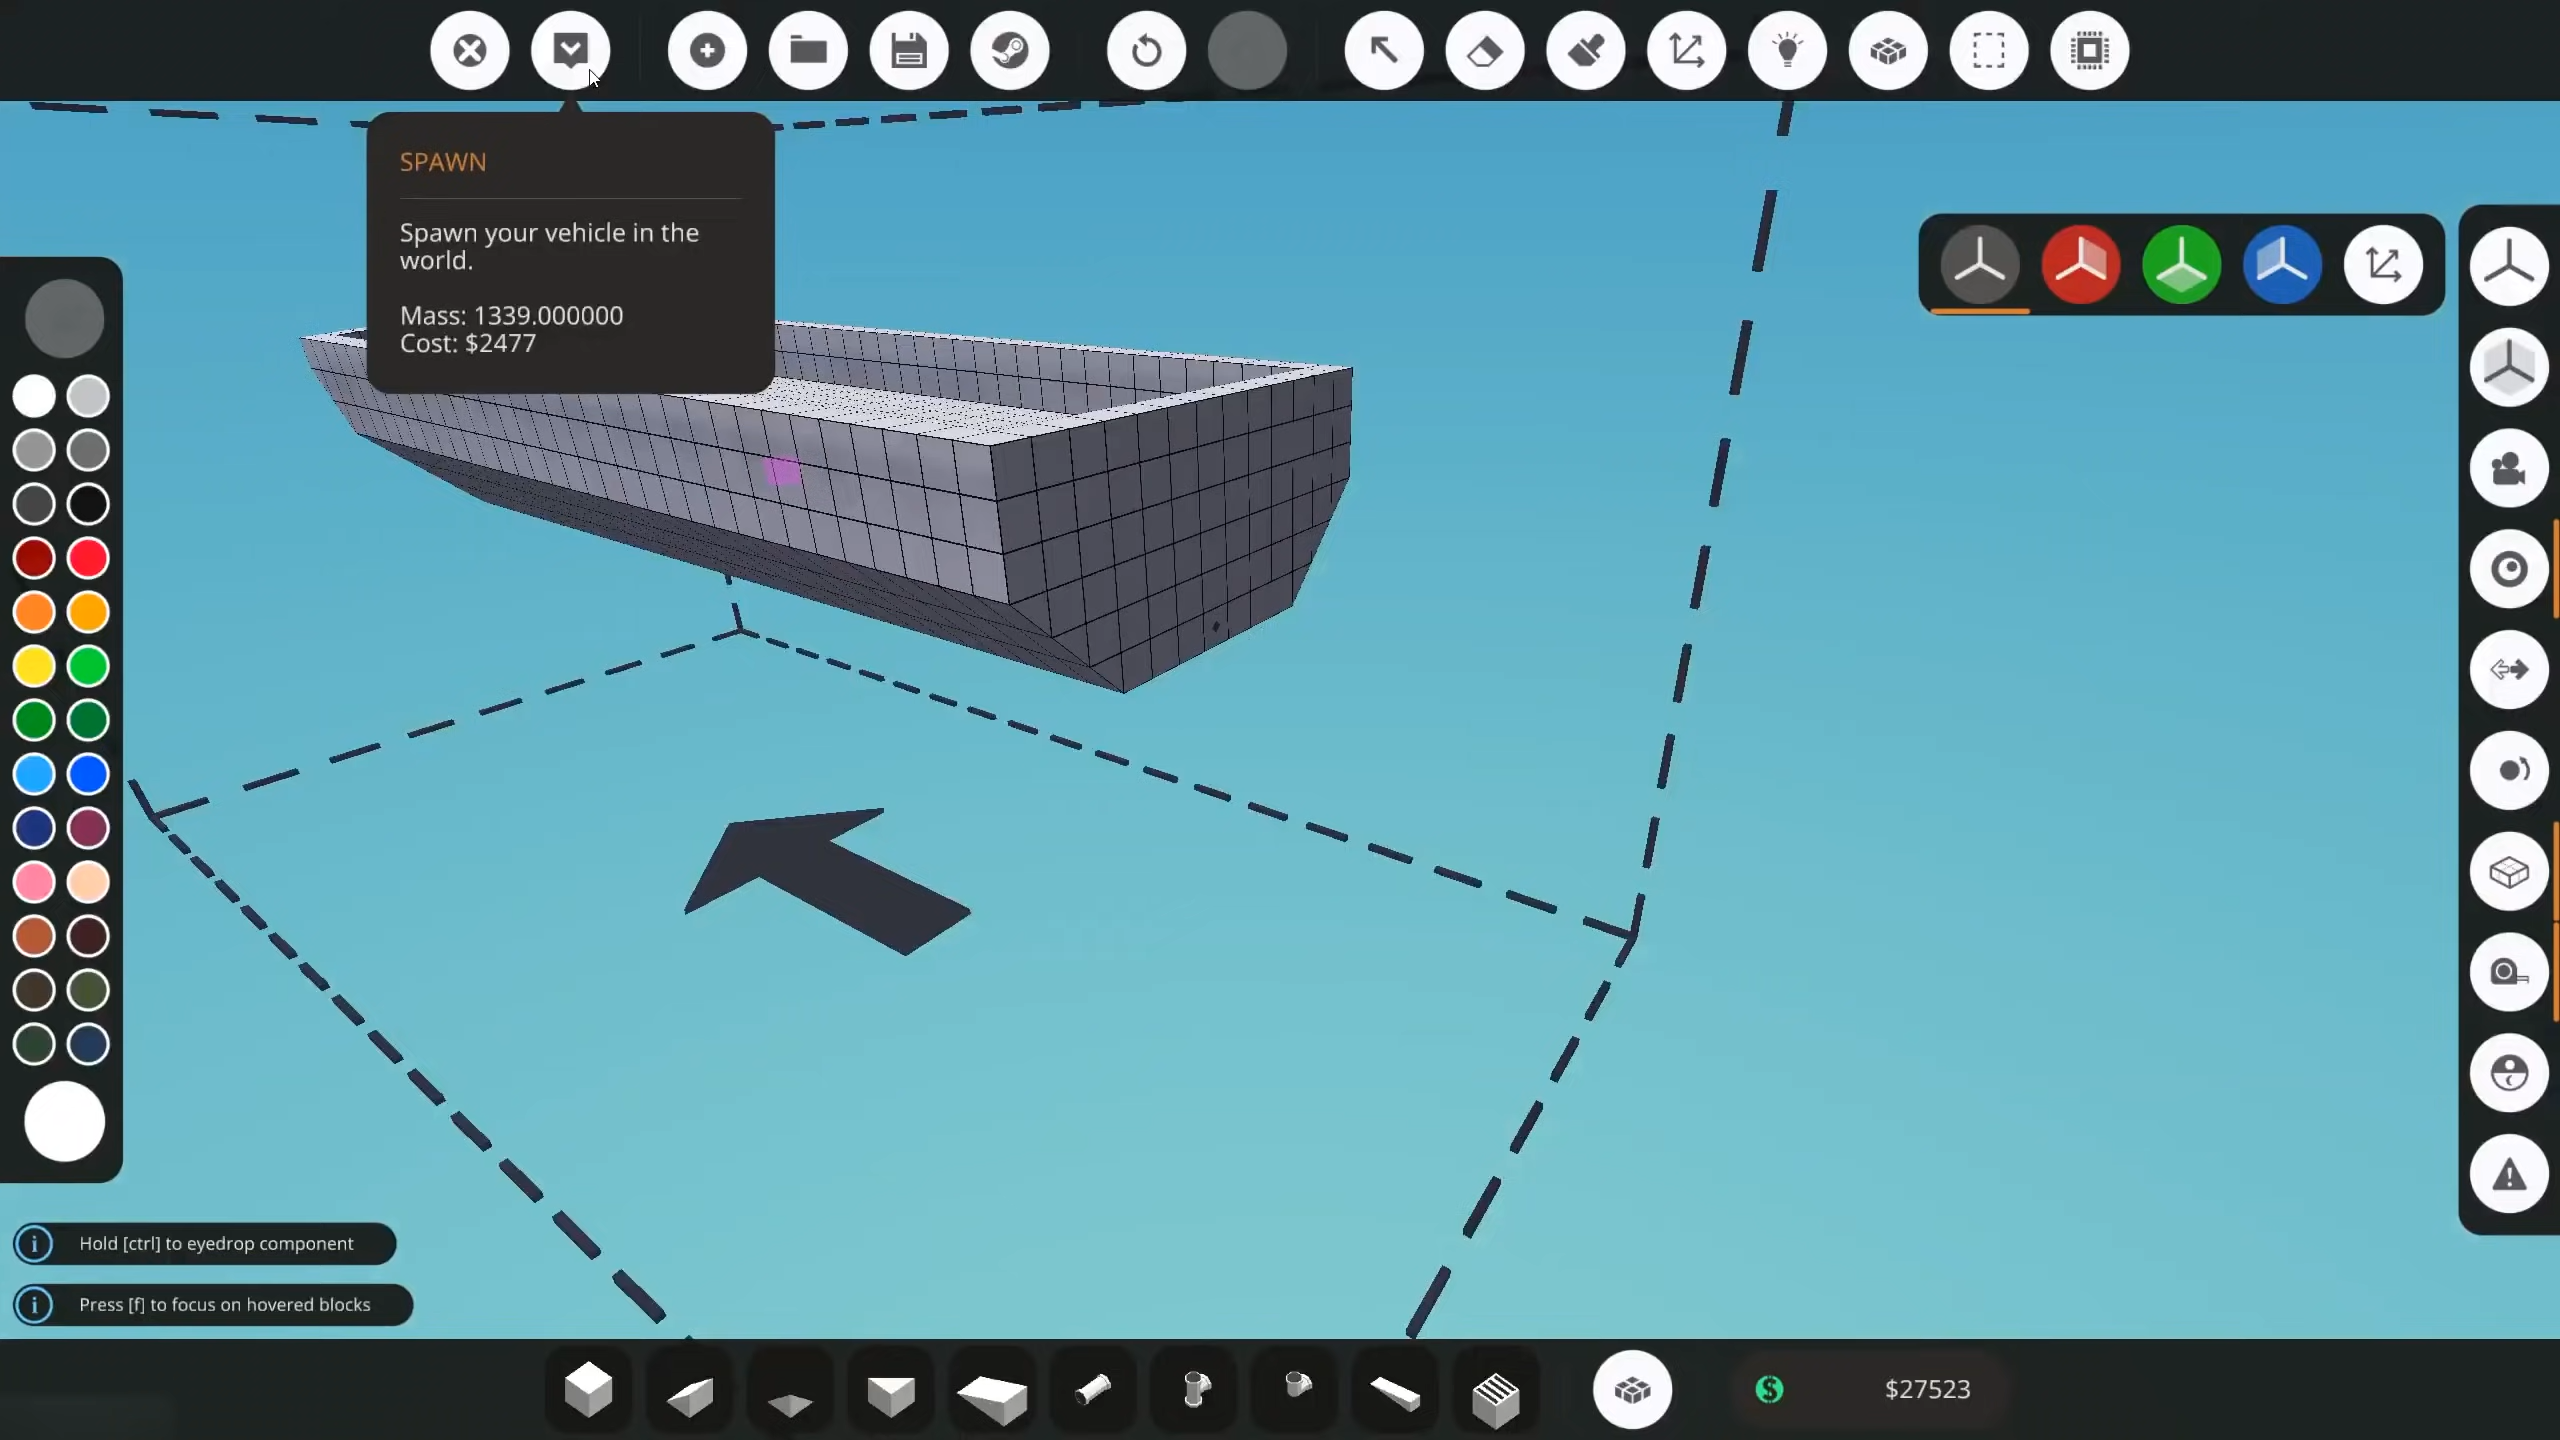 SPAWN
Spawn your vehicle in the
world.
Mass: 1339.000000
Cost: $2477
Hold [ctrl] to eyedrop component
Press [f] to focus on hovered blocks
$27523